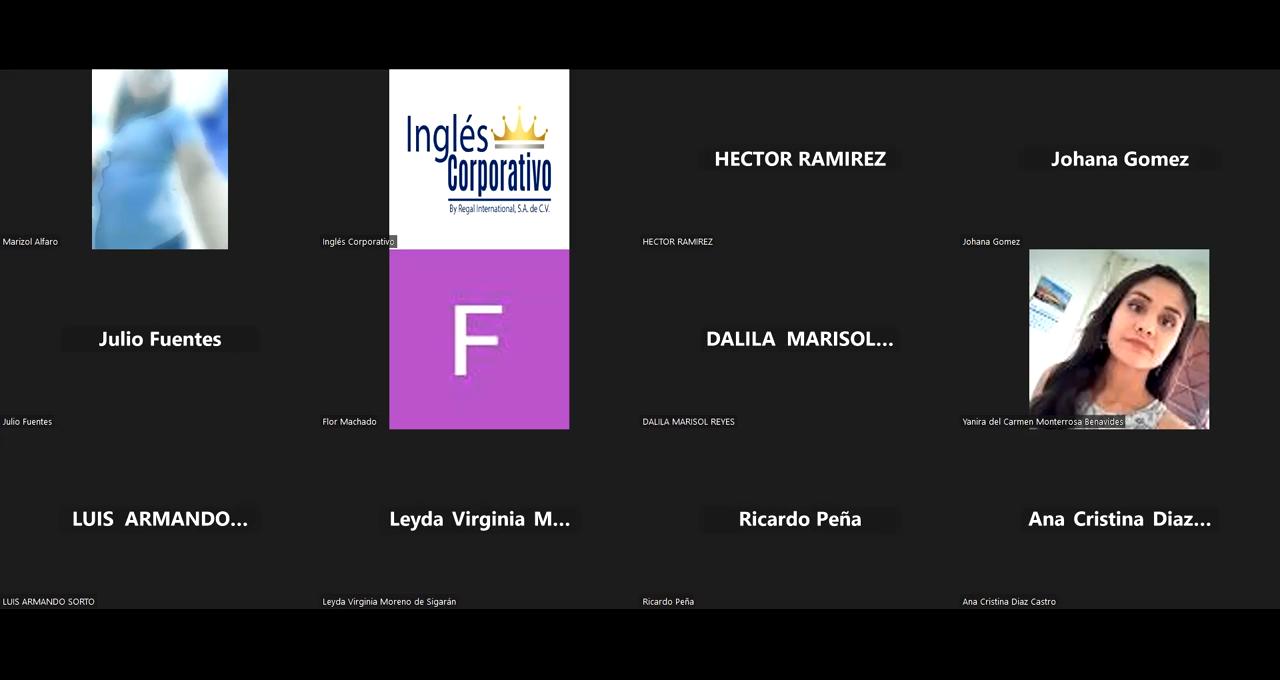 Marizol Alfaro
Inglés
Corporativo
By Regal International, S.A. de C.V.
Inglés Corporativo
HECTOR RAMIREZ
HECTOR RAMIREZ
Johana Gomez
Johana Gomez
Julio Fuentes
Julio Fuentes
F
Flor Machado
DALILA MARISOL...
DALILA MARISOL REYES
Yanira del Carmen Monterrosa Benavides
LUIS ARMANDO...
LUIS ARMANDO SORTO
Leyda Virginia M...
Leyda Virginia Moreno de Sigarán
Ricardo Peña
Ricardo Peña
Ana Cristina Diaz...
Ana Cristina Diaz Castro